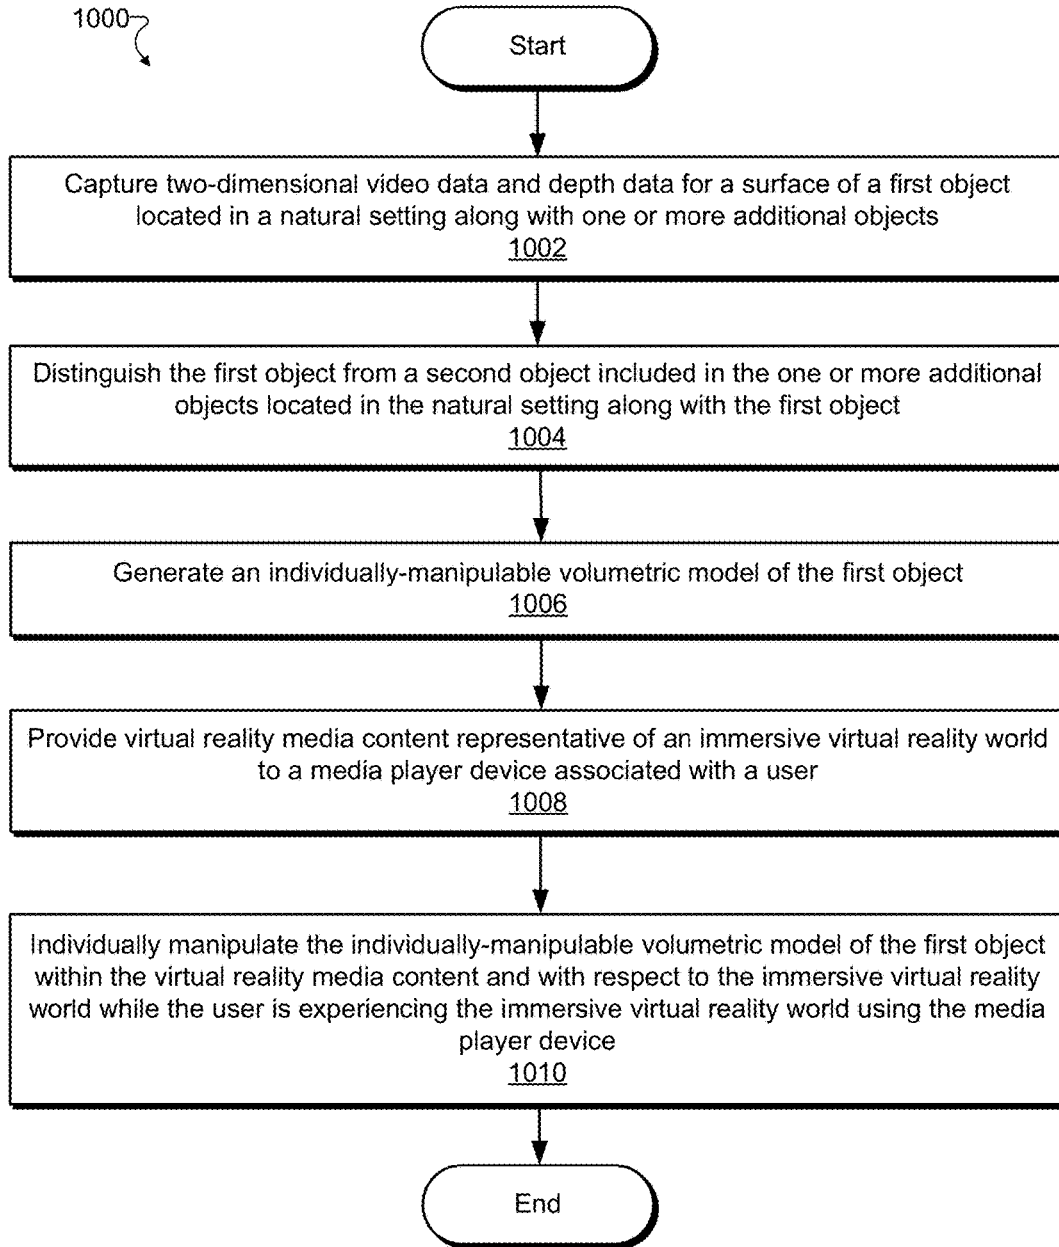 1000
Start
Capture two-dimensional video data and depth data for a surface of a first object
located in a natural setting along with one or more additional objects
1002
Distinguish the first object from a second object included in the one or more additional
objects located in the natural setting along with the first object
1004
Generate an individually-manipulable volumetric model of the first object
1006
Provide virtual reality media content representative of an immersive virtual reality world
to a media player device associated with a user
1008
Individually manipulate the individually-manipulable volumetric model of the first object
within the virtual reality media content and with respect to the immersive virtual reality
world while the user is experiencing the immersive virtual reality world using the media
player device
1010
End